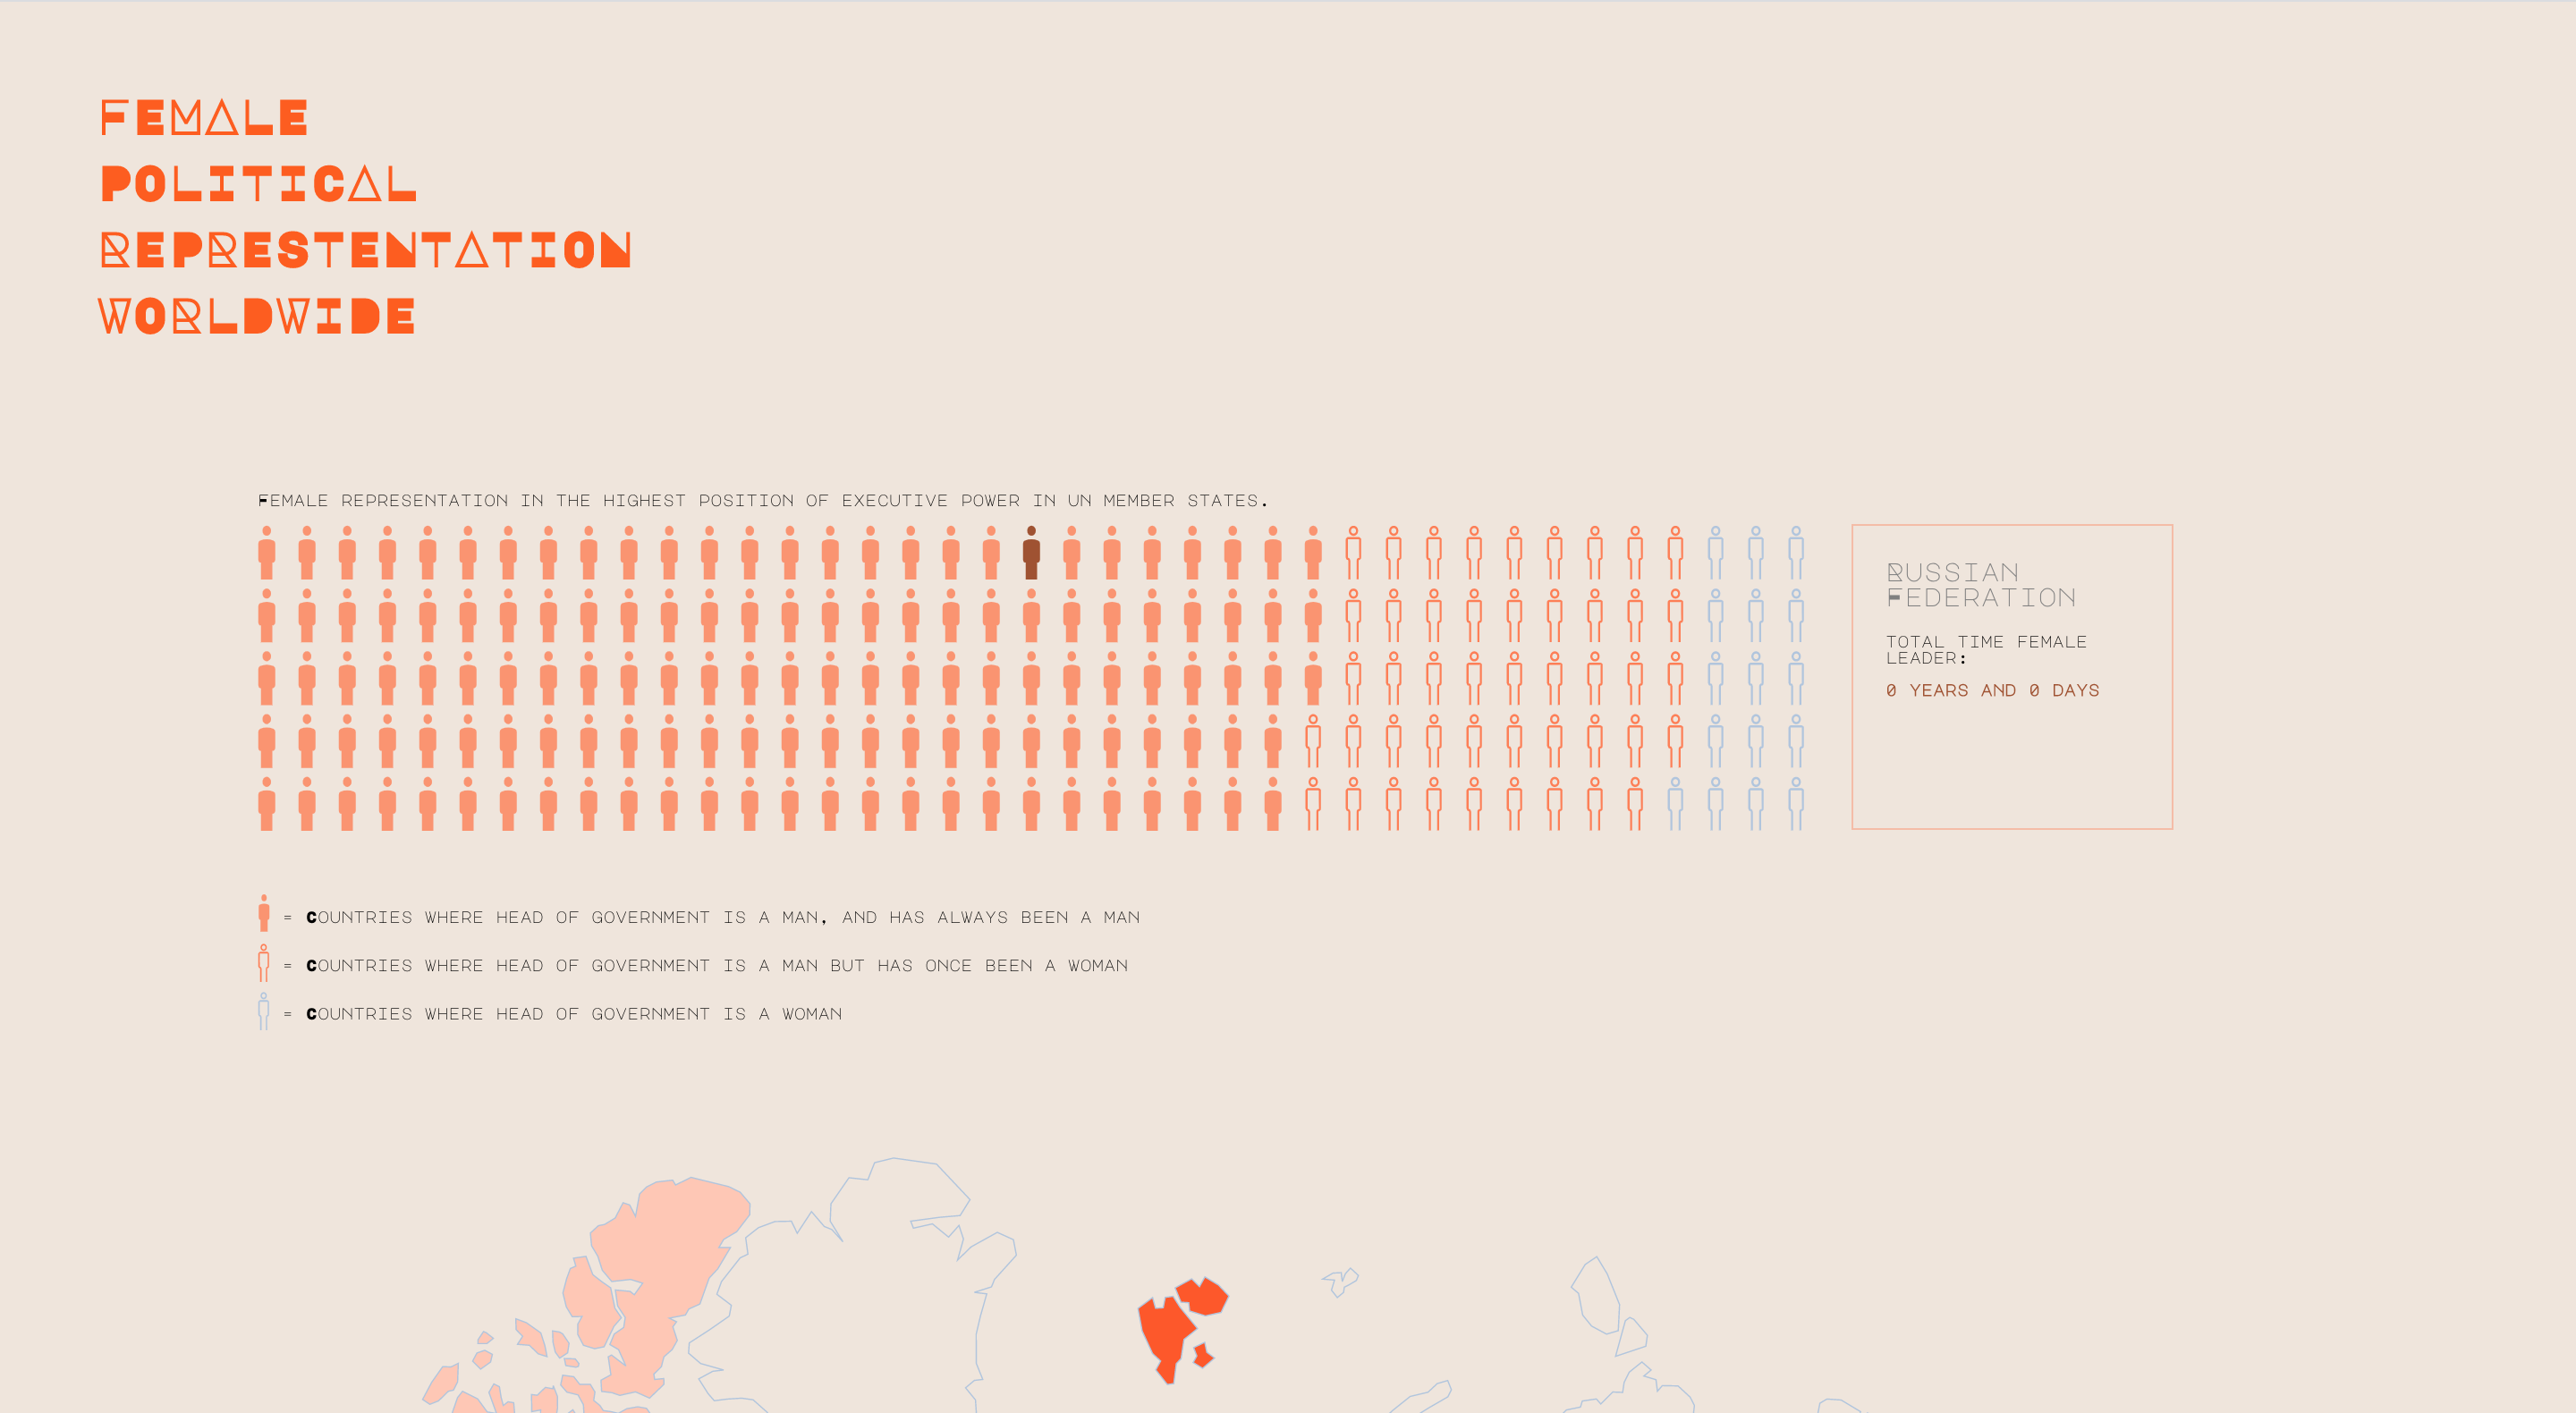 FEMALE
POLITICAL
REPRESTENTATION
WORLDWIDE
FEMALE REPRESENTATION IN THE HIGHEST POSITION OF EXECUTIVE POWER IN UN MEMBER STATES.
RUSSIAN
FEDERATION
TOTAL TIME FEMALE
LEADER:
0 YEARS AND 0 DAYS
= COUNTRIES WHERE HEAD OF GOVERNMENT IS A MAN, AND HAS ALWAYS BEEN A MAN
= COUNTRIES WHERE HEAD OF GOVERNMENT IS A MAN BUT HAS ONCE BEEN A WOMAN
= COUNTRIES WHERE HEAD OF GOVERNMENT IS A WOMAN